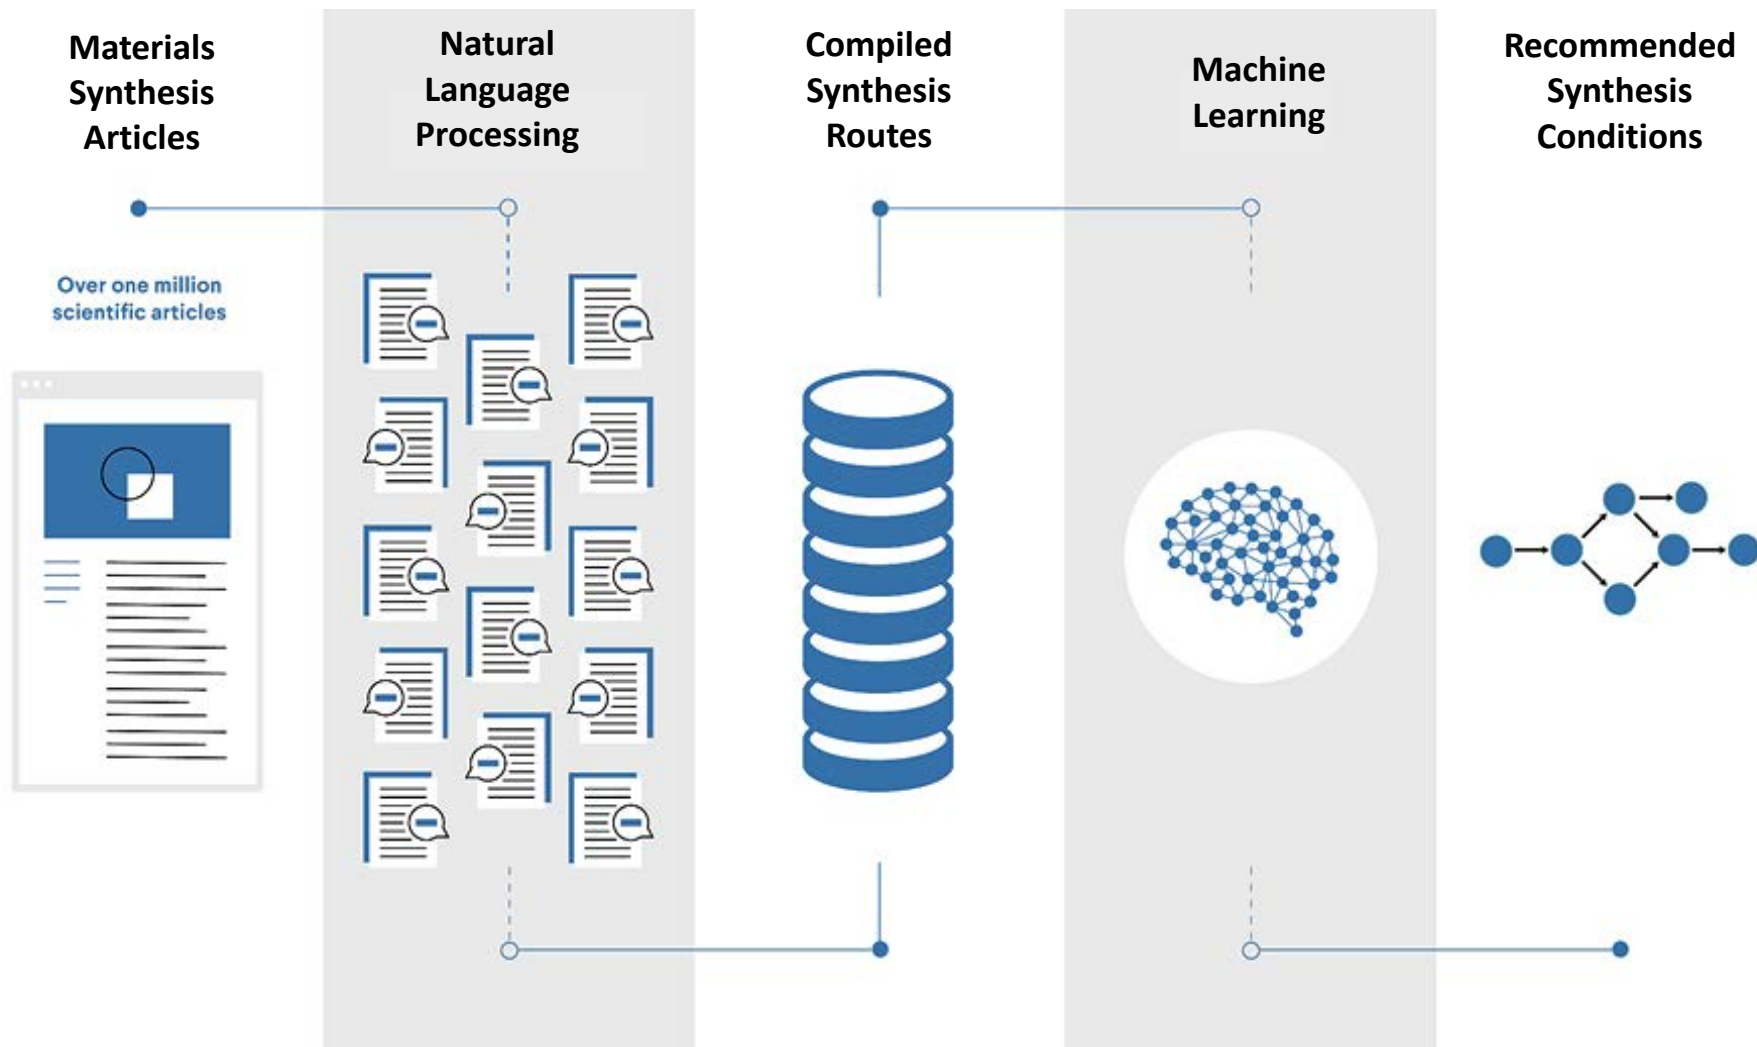 Materials
Synthesis
Articles
Natural
Language
Processing
Compiled
Synthesis
Routes
Machine
Learning
Recommended
Synthesis
Conditions
Over one million
scientific articles